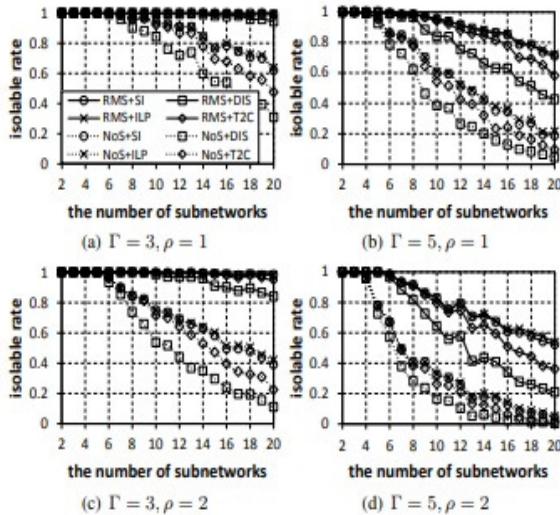 isolable rate
1
0.8
0.6
0.4
0.2
0
RMS+SI RMS+DIS
RMS+ILP RMS+T2C
NoS+SI NoS+DIS
NoS+ILP NoS+T2C
2 4 6 8 10 12 14 16 18 20
the number of subnetworks
(a) Γ = 3, ρ = 1
isolable rate
1
0.8
0.6
0.4
0.2
0
2 4 6 8 10 12 14 16 18 20
the number of subnetworks
(b) Γ = 5, ρ = 1
isolable rate
1
0.8
0.6
0.4
0.2
0
2 4 6 8 10 12 14 16 18 20
the number of subnetworks
(c) Γ = 3, ρ = 2
isolable rate
1
0.8
0.6
0.4
0.2
0
2 4 6 8 10 12 14 16 18 20
the number of subnetworks
(d) Γ = 5, ρ = 2